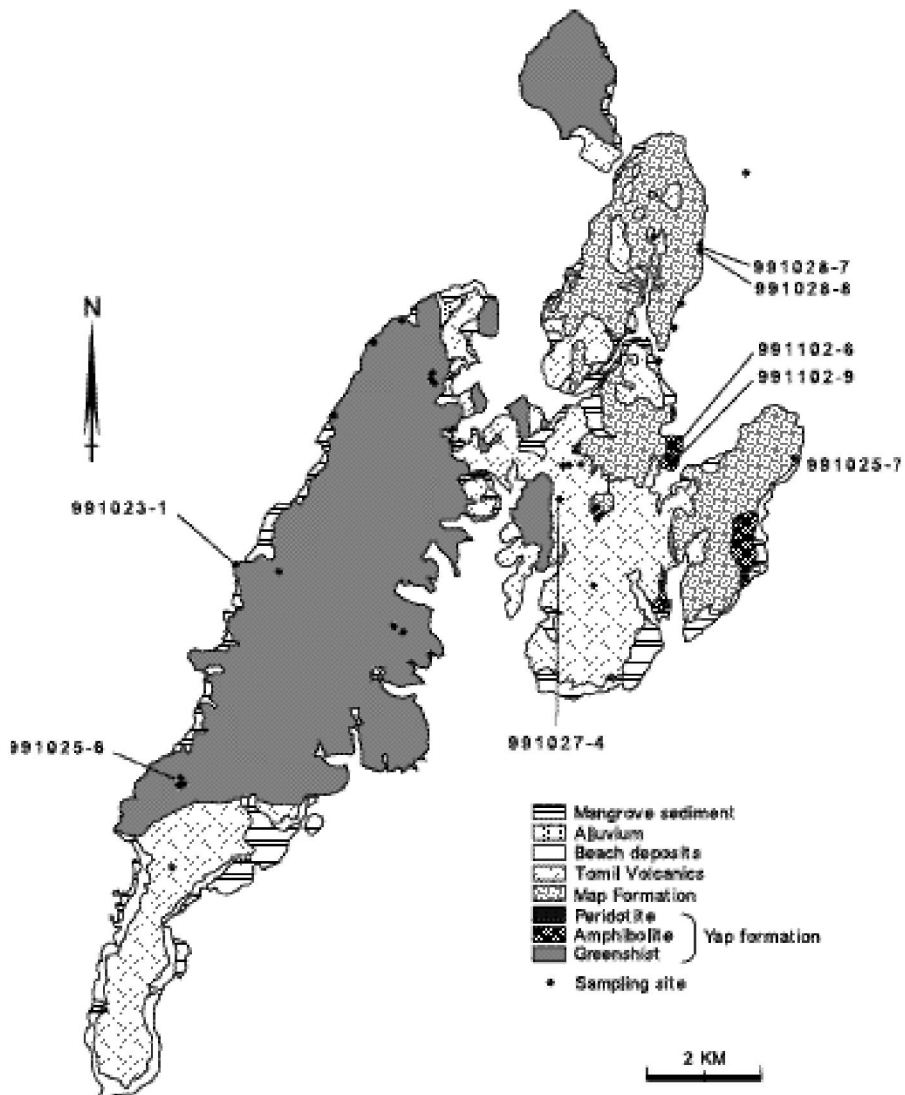 991028-7
991028-8
N
991102-6
991102-9
991025-7
991023-1
991025-6
991027-4
Mangrove sediment
Alluvium
Beach deposits
Tomil Volcanics
Map Formation
Peridotite
Amphibolite
Yap formation
Greenshist
Sampling site
2 KM